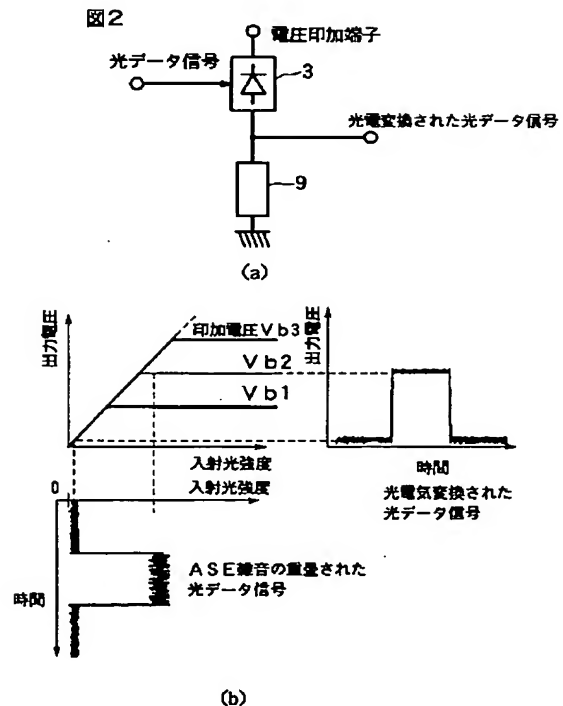 図2
電圧印加端子
光データ信号
3
光電変換された光データ信号
9
(a)
出力電圧
印加電圧Vb3
Vb2
Vb1
入射光強度
出力電圧
時間
光電気変換された
光データ信号
0
入射光強度
時間
ASE雑音の重畳された
光データ信号
(b)